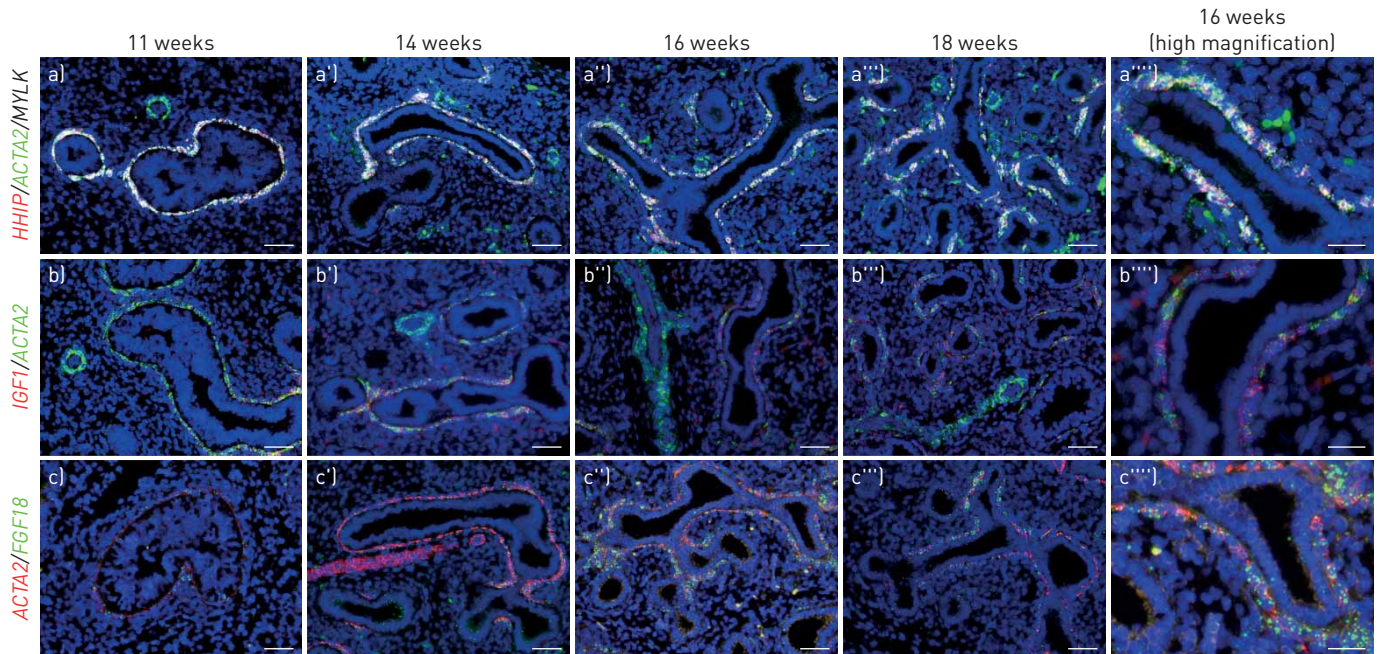 11 weeks
14 weeks
16 weeks
18 weeks
16 weeks
(high magnification)
HHIP/ACTA2/MYLK
a)
a')
a'')
a''')
a'''')
IGF1/ACTA2
b)
b')
b'')
b''')
b'''')
ACTA2/FGF18
c)
c')
c'')
c''')
c'''')